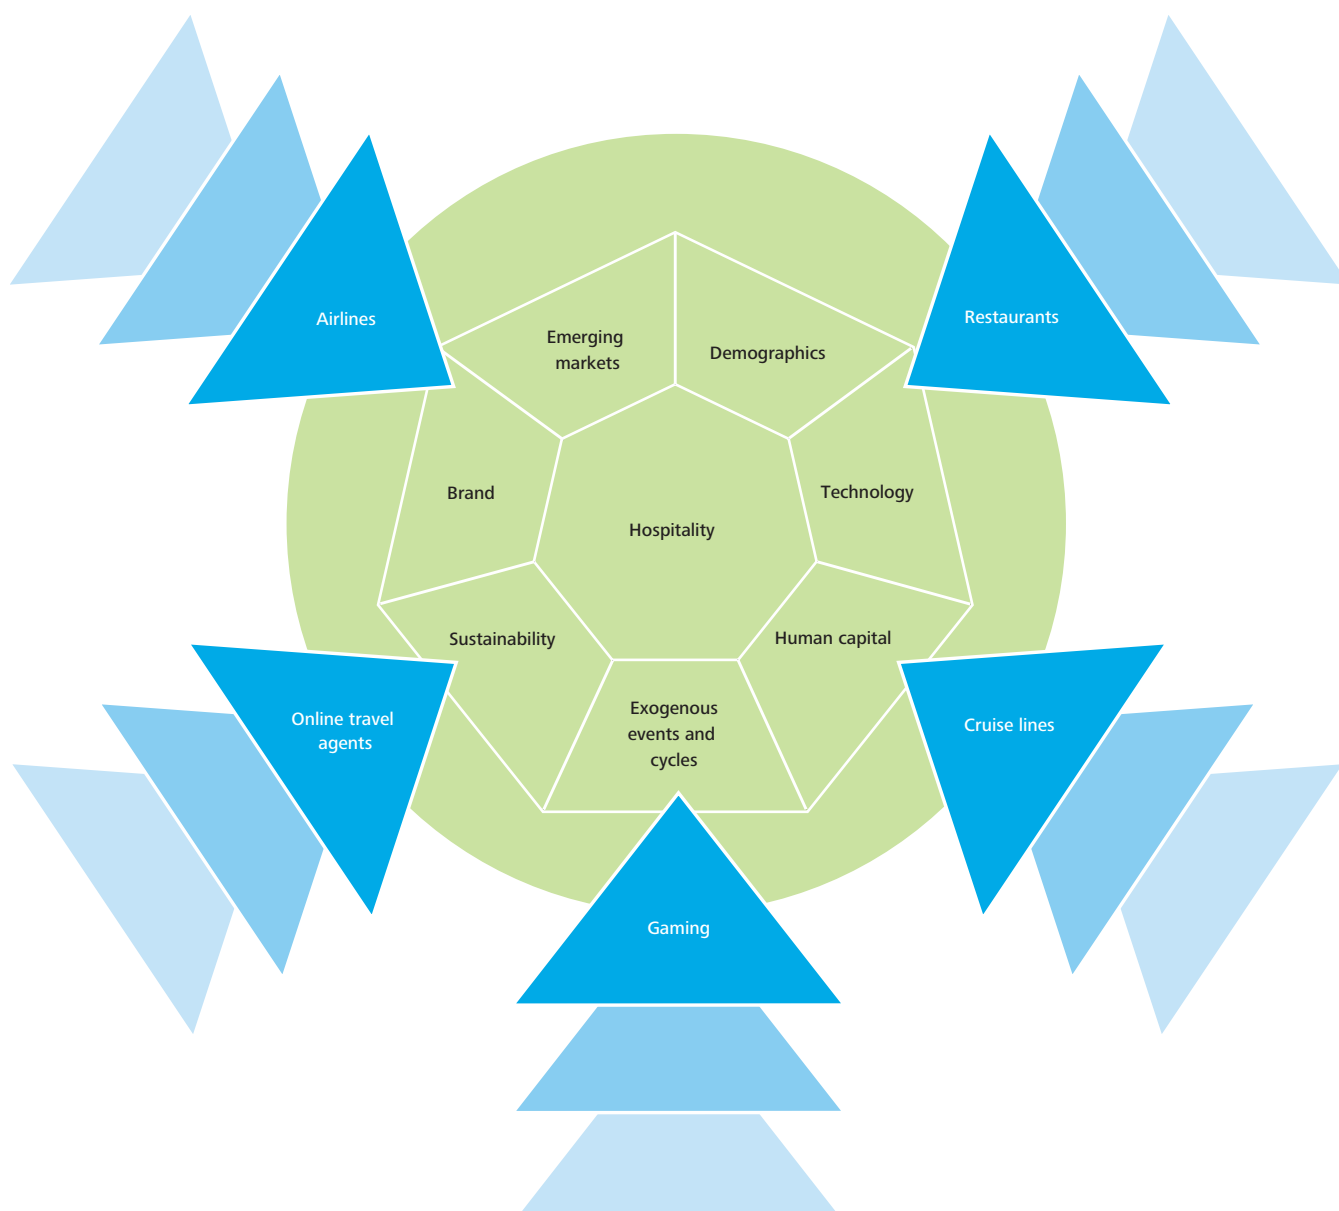 Airlines
Restaurants
Emerging
markets
Demographics
Brand
Technology
Hospitality
Sustainability
Human capital
Exogenous
events and
cycles
Online travel
agents
Cruise lines
Gaming